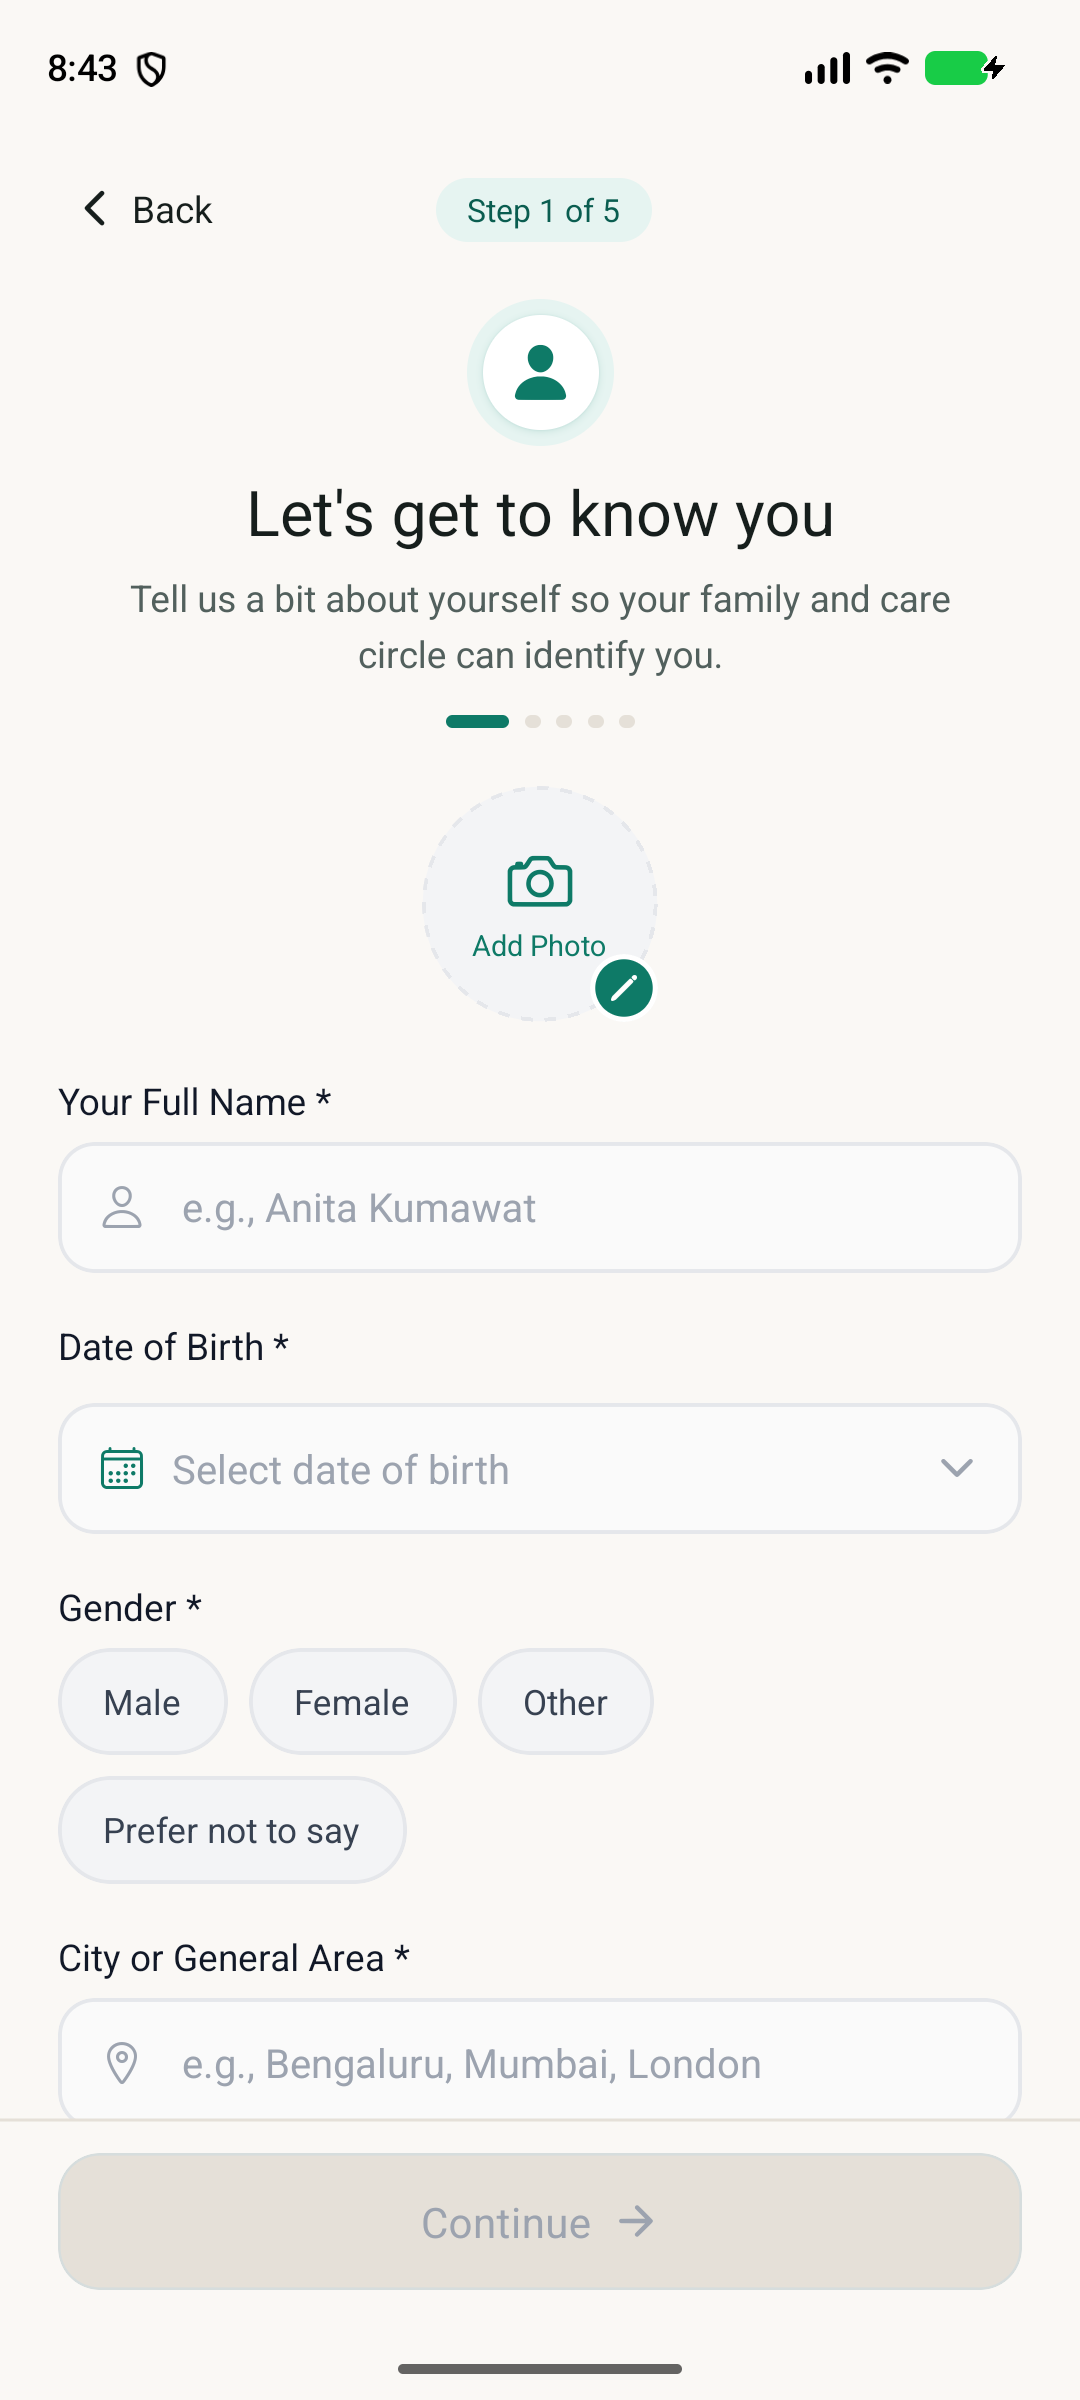 8:43
Back
Step 1 of 5
Let's get to know you
Tell us a bit about yourself so your family and care
circle can identify you.
Add Photo
Your Full Name *
e.g., Anita Kumawat
Date of Birth *
Select date of birth
Gender *
Male
Female
Other
Prefer not to say
City or General Area *
e.g., Bengaluru, Mumbai, London
Continue